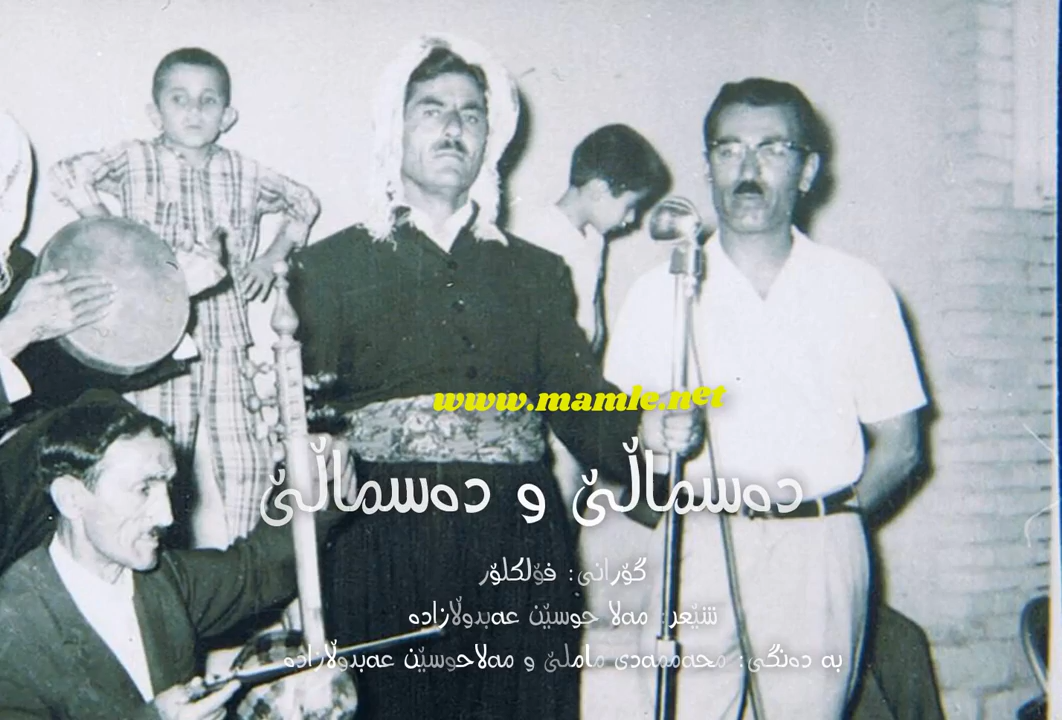 www.mamle.net
دەسماڵێ و دەسماڵێ
گۆرانی: فۆلکلۆر
شێعر: مەلا حوسێن عەبدوڵازادە
بە دەنگی: محەممەدی ماملێ و مەلاحوسێن عەبدوڵازادە